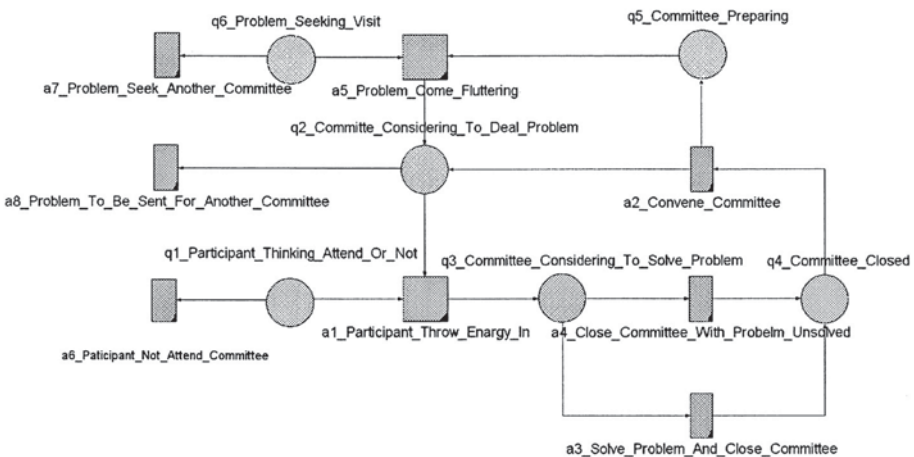 q6_Problem_Seeking_Visit
q5_Committee_Preparing
a7_Problem_Seek_Another_Committee
a5_Problem_Come_Fluttering
q2_Committe_Considering_To_Deal_Problem
a8_Problem_To_Be_Sent_For_Another_Committee
a2_Convene_Committee
q1_Participant_Thinking_Attend_Or_Not
q3_Committee_Considering_To_Solve_Problem
q4_Committee_Closed
a1_Participant_Throw_Enargy_In
a4_Close_Committee_With_Probelm_Unsolved
a6_Paticipant_Not_Attend_Committee
a3_Solve_Problem_And_Close_Committee